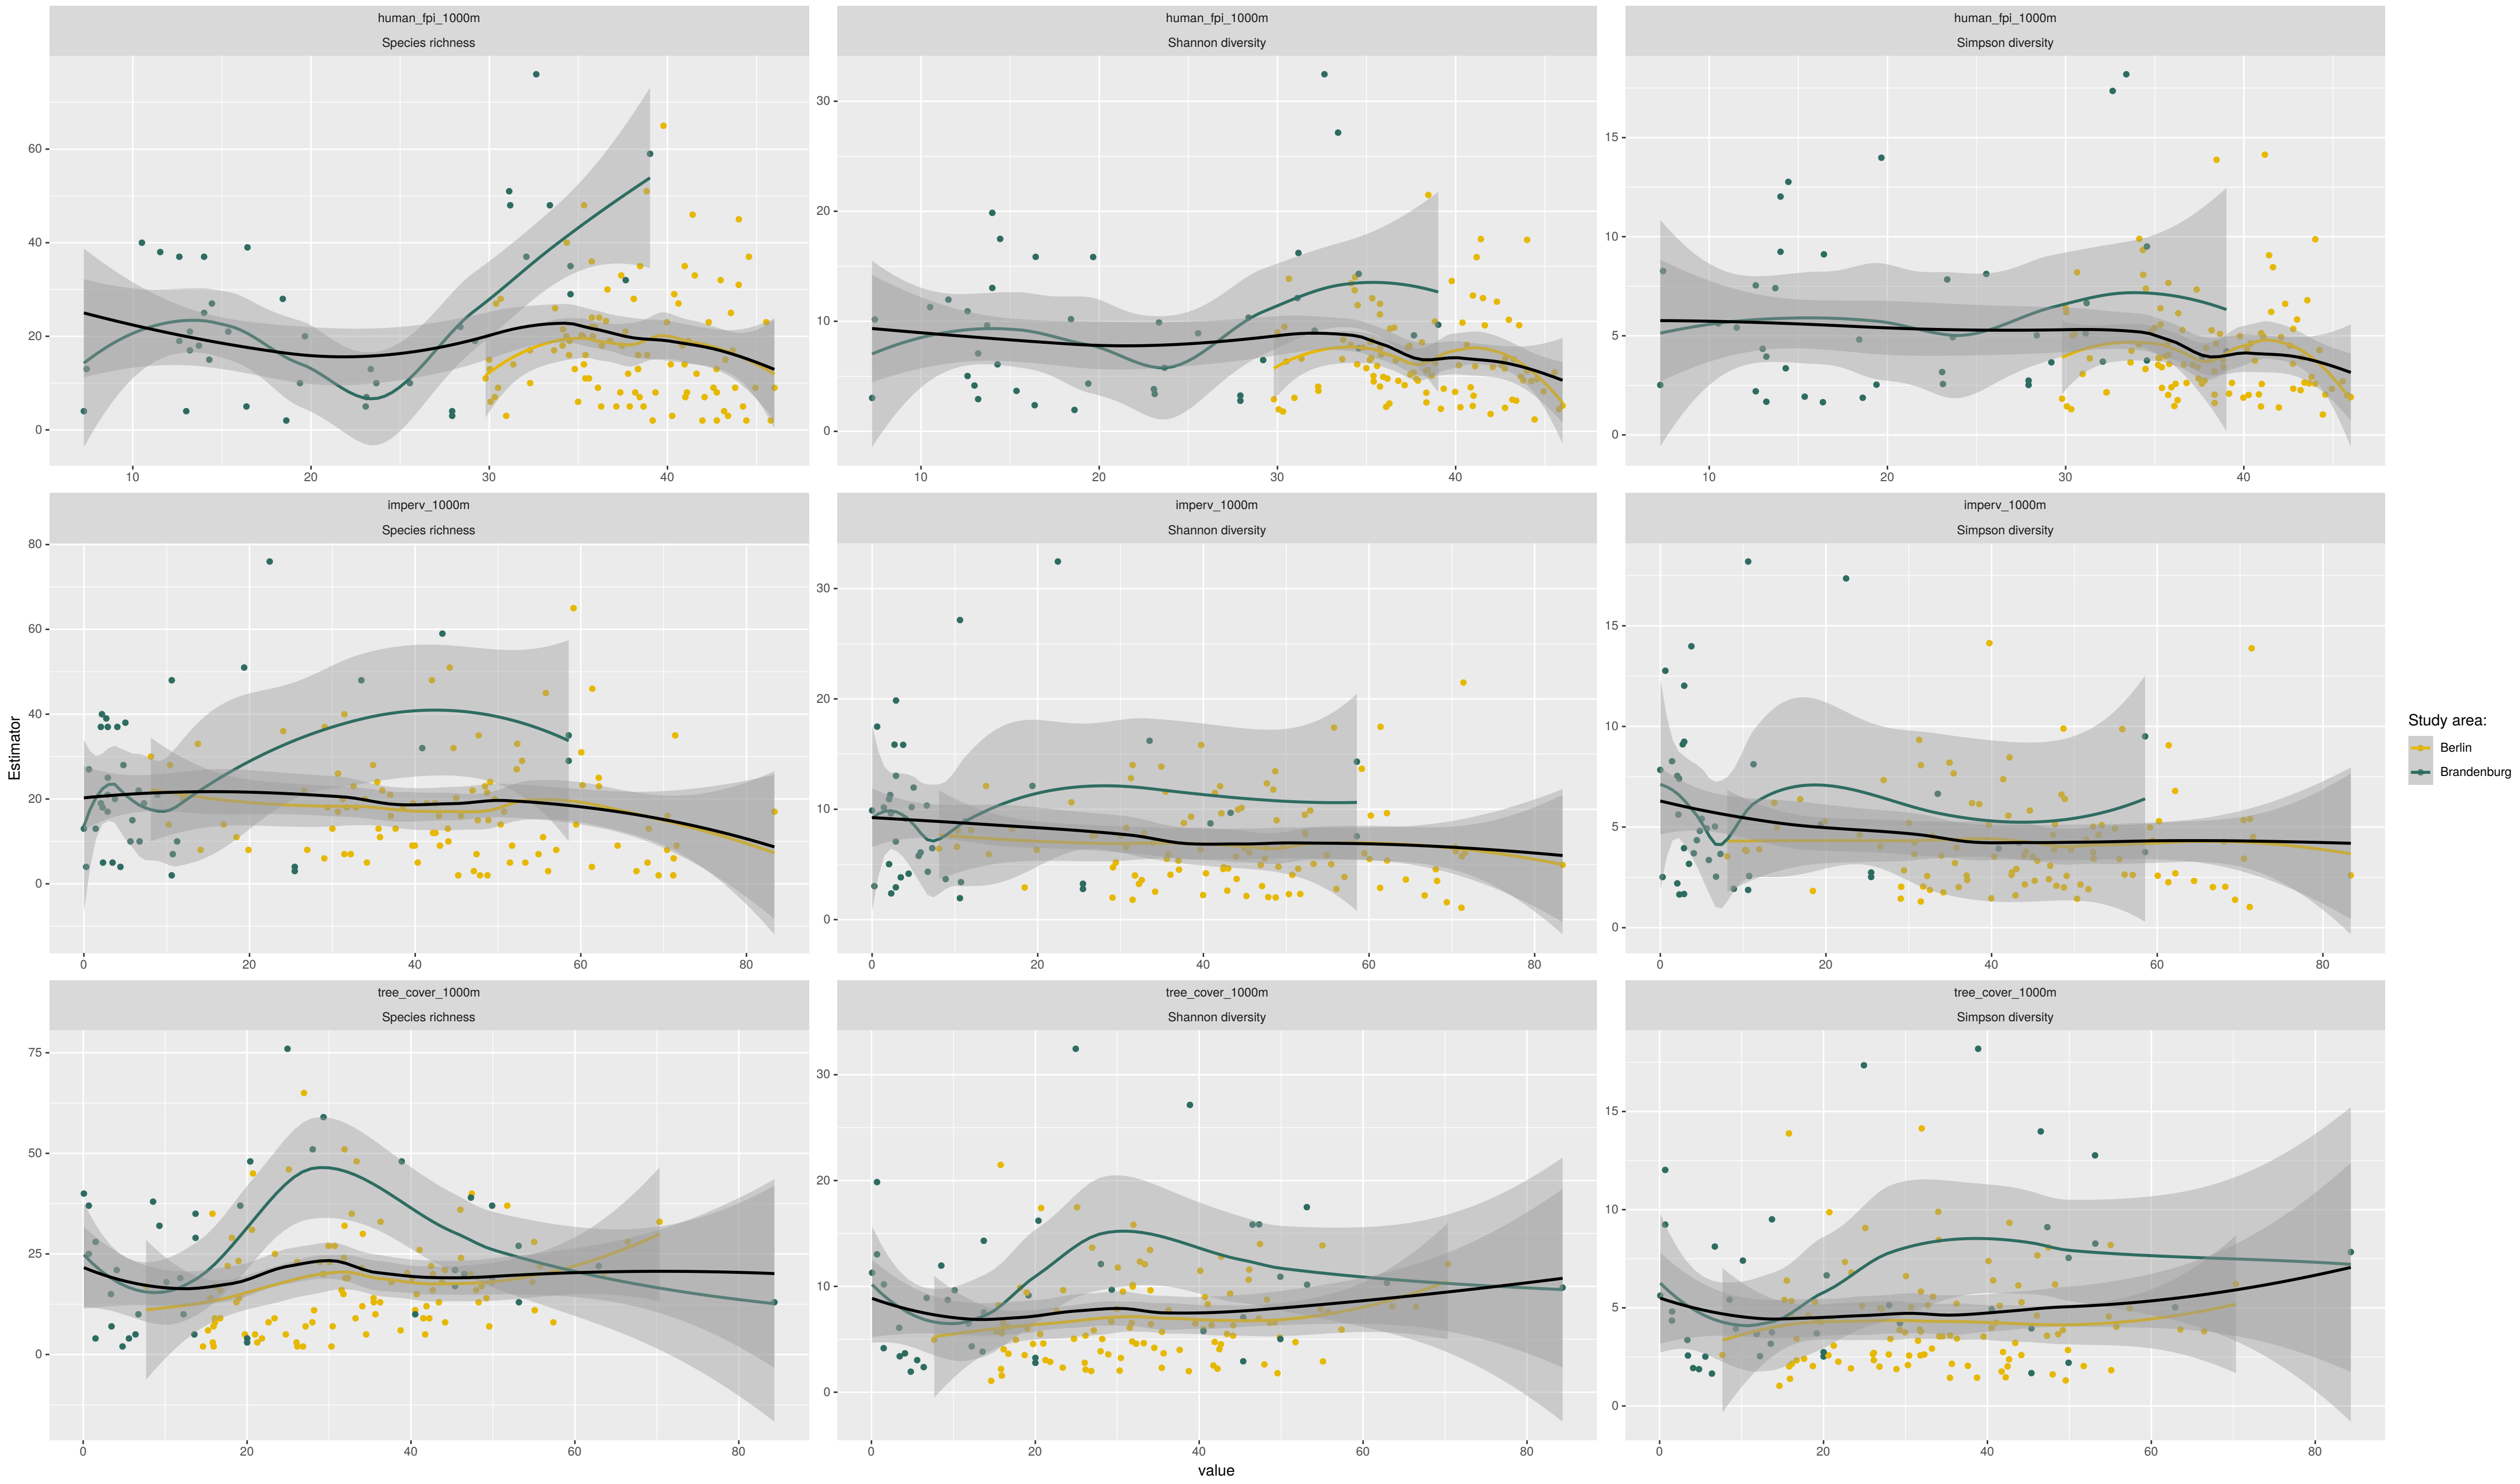 human_fpi_1000m
Species richness
human_fpi_1000m
Shannon diversity
human_fpi_1000m
Simpson diversity
60
40
20
0
10 20 30 40
30
20
10
0
10 20 30 40
15
10
5
0
10 20 30 40
imperv_1000m
Species richness
imperv_1000m
Shannon diversity
imperv_1000m
Simpson diversity
80
60
40
20
0
0 20 40 60 80
30
20
10
0
0 20 40 60 80
15
10
5
0
0 20 40 60 80
tree_cover_1000m
Species richness
tree_cover_1000m
Shannon diversity
tree_cover_1000m
Simpson diversity
75
50
25
0
0 20 40 60 80
30
20
10
0
0 20 40 60 80
15
10
5
0
0 20 40 60 80
Estimator
value
Study area:
Berlin
Brandenburg